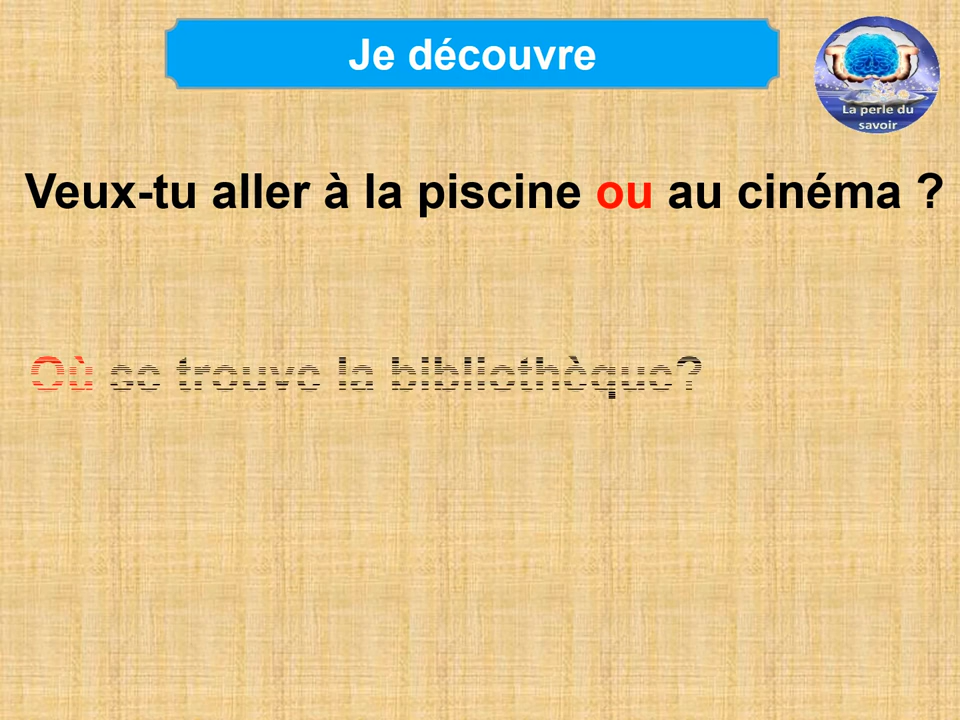 Je découvre
La perle du
savoir
Veux-tu aller à la piscine ou au cinéma ?
Où se trouve la bibliothèque?